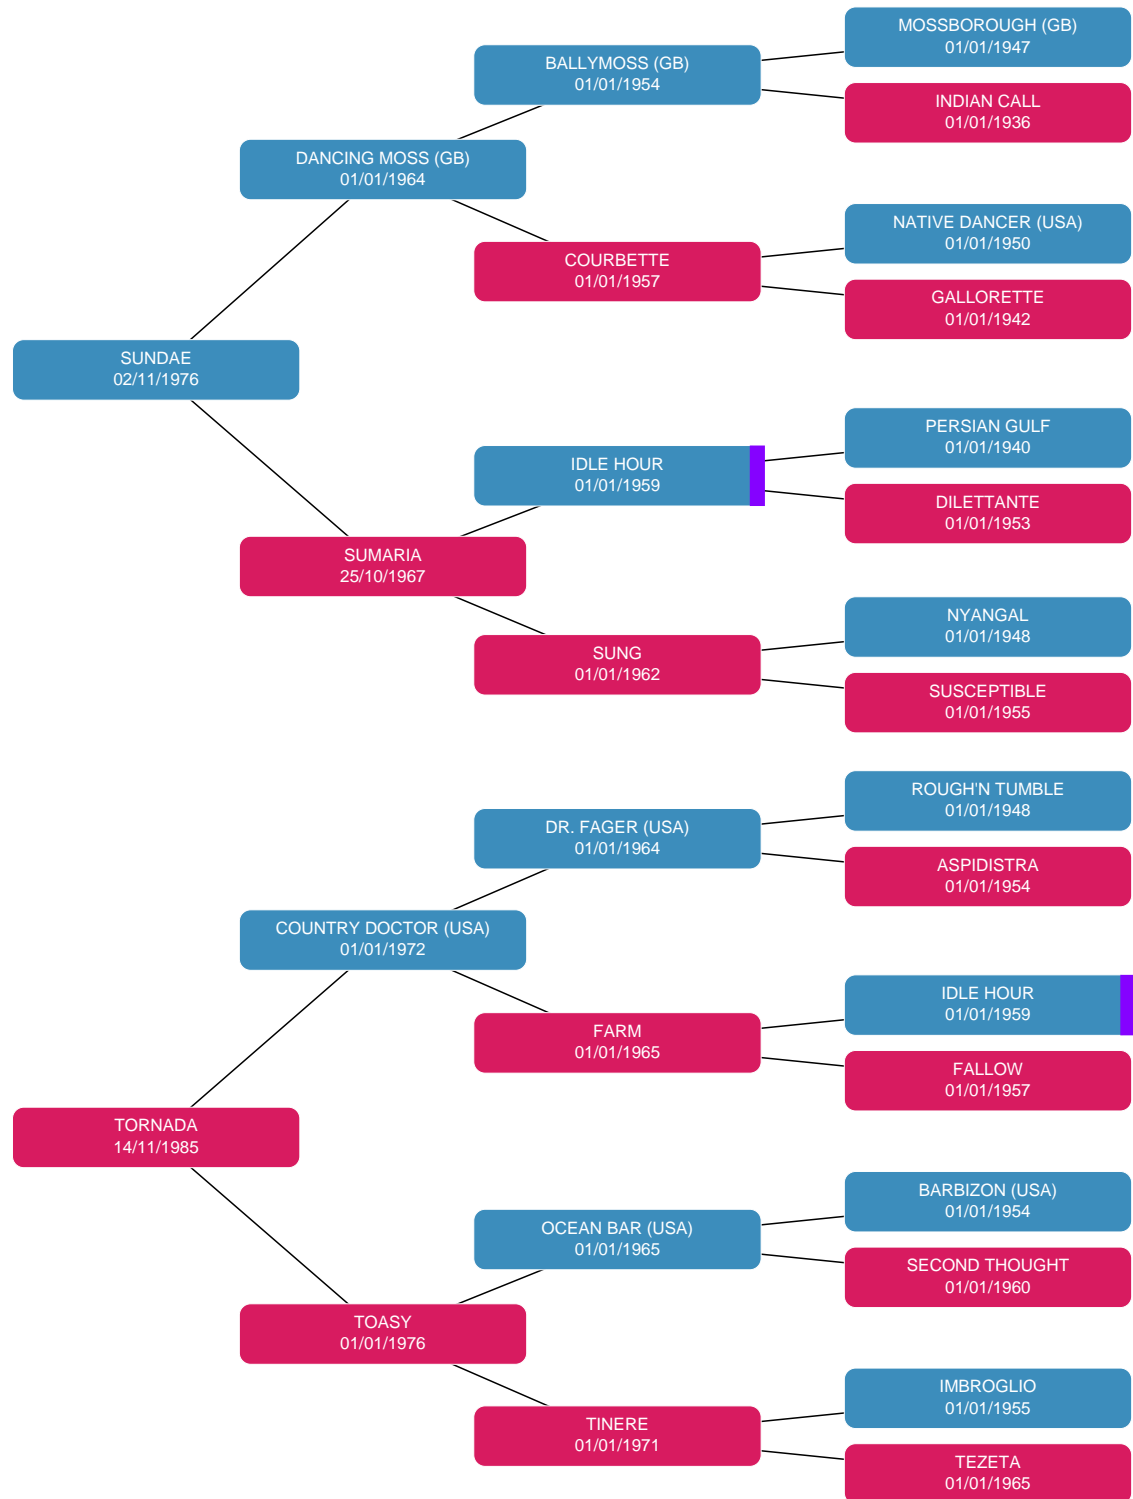 MOSSBOROUGH (GB)
01/01/1947
BALLYMOSS (GB)
01/01/1954
INDIAN CALL
01/01/1936
DANCING MOSS (GB)
01/01/1964
NATIVE DANCER (USA)
01/01/1950
COURBETTE
01/01/1957
GALLORETTE
01/01/1942
SUNDAE
02/11/1976
PERSIAN GULF
01/01/1940
IDLE HOUR
01/01/1959
DILETTANTE
01/01/1953
SUMARIA
25/10/1967
NYANGAL
01/01/1948
SUNG
01/01/1962
SUSCEPTIBLE
01/01/1955
ROUGH'N TUMBLE
01/01/1948
DR. FAGER (USA)
01/01/1964
ASPIDISTRA
01/01/1954
COUNTRY DOCTOR (USA)
01/01/1972
IDLE HOUR
01/01/1959
FARM
01/01/1965
FALLOW
01/01/1957
TORNADA
14/11/1985
BARBIZON (USA)
01/01/1954
OCEAN BAR (USA)
01/01/1965
SECOND THOUGHT
01/01/1960
TOASY
01/01/1976
IMBROGLIO
01/01/1955
TINERE
01/01/1971
TEZETA
01/01/1965